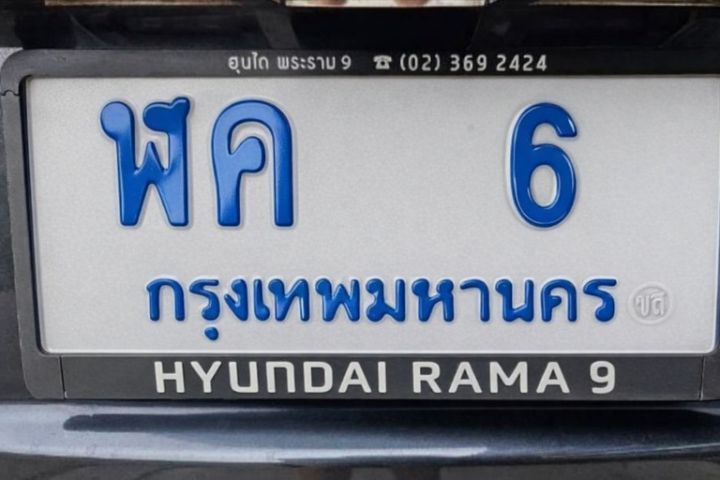 ฮุนได พระราม 9 ☎ (02) 369 2424
ฬค 6
กรุงเทพมหานคร ขส
HYUNDAI RAMA 9